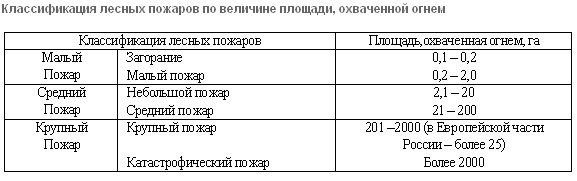 Классификация лесных пожаров по величине площади, охваченной огнем
Классификация лесных пожаров Площадь, охваченная огнем, га
Малый Загорание 0,1 – 0,2
Пожар Малый пожар 0,2 – 2,0
Средний Небольшой пожар 2,1 – 20
Пожар Средний пожар 21 – 200
Крупный Крупный пожар 201 –2000 (в Европейской части
Пожар России – более 25)
Катастрофический пожар Более 2000